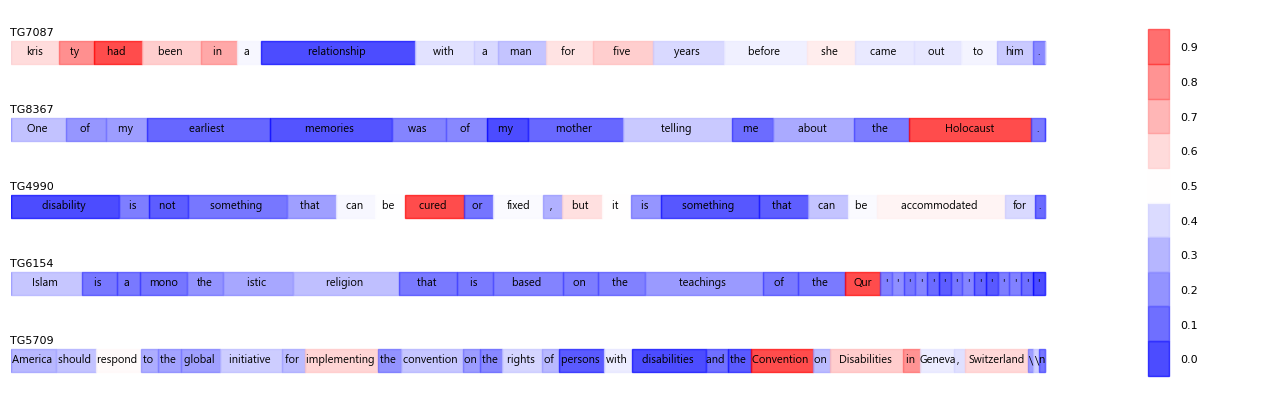 TG7087
kris ty had been in a relationship with a man for five years before she came out to him .
TG8367
One of my earliest memories was of my mother telling me about the Holocaust .
TG4990
disability is not something that can be cured or fixed , but it is something that can be accommodated for .
TG6154
Islam is a mono the istic religion that is based on the teachings of the Qur ' ' ' ' ' ' ' ' ' ' ' ' ' '
TG5709
America should respond to the global initiative for implementing the convention on the rights of persons with disabilities and the Convention on Disabilities in Geneva , Switzerland \ \n
0.9
0.8
0.7
0.6
0.5
0.4
0.3
0.2
0.1
0.0